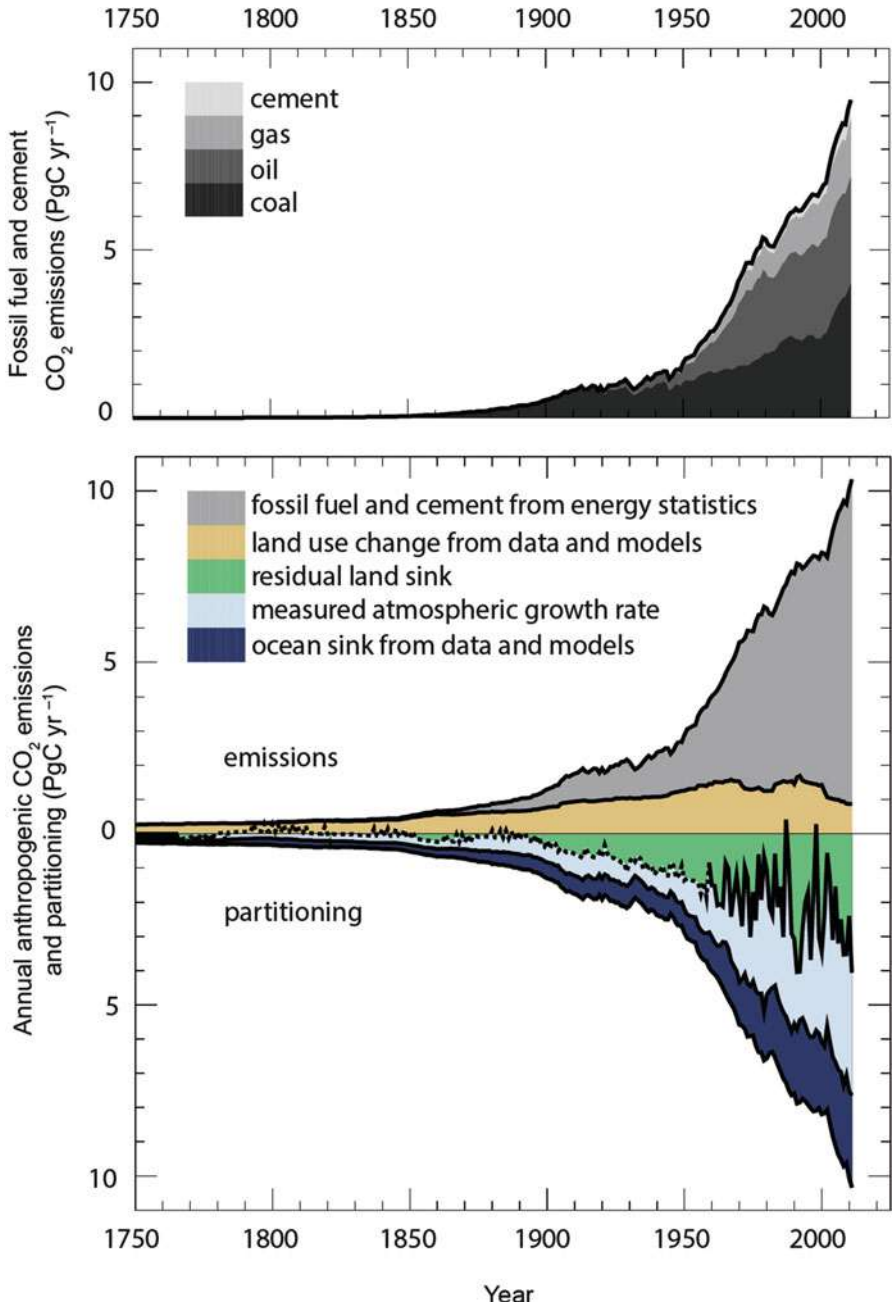 1750 1800 1850 1900 1950 2000
10
cement
gas
oil
coal
5
0
Fossil fuel and cement
CO₂ emissions (PgC yr⁻¹)
10
fossil fuel and cement from energy statistics
land use change from data and models
residual land sink
measured atmospheric growth rate
ocean sink from data and models
5
emissions
0
partitioning
5
10
Annual anthropogenic CO₂ emissions
and partitioning (PgC yr⁻¹)
1750 1800 1850 1900 1950 2000
Year